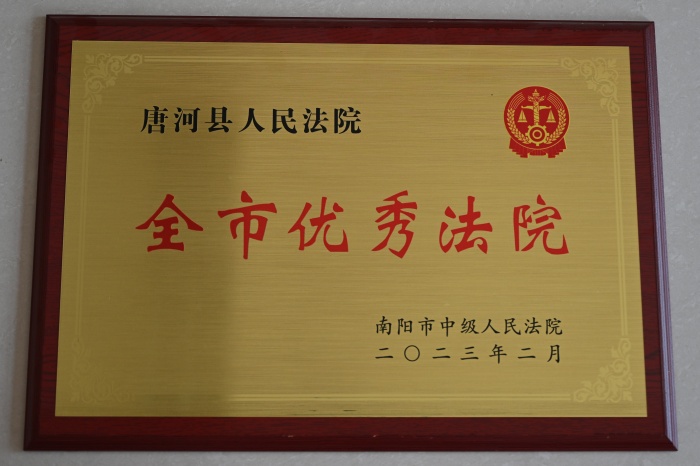 唐河县人民法院
全市优秀法院
南阳市中级人民法院
二〇二三年二月